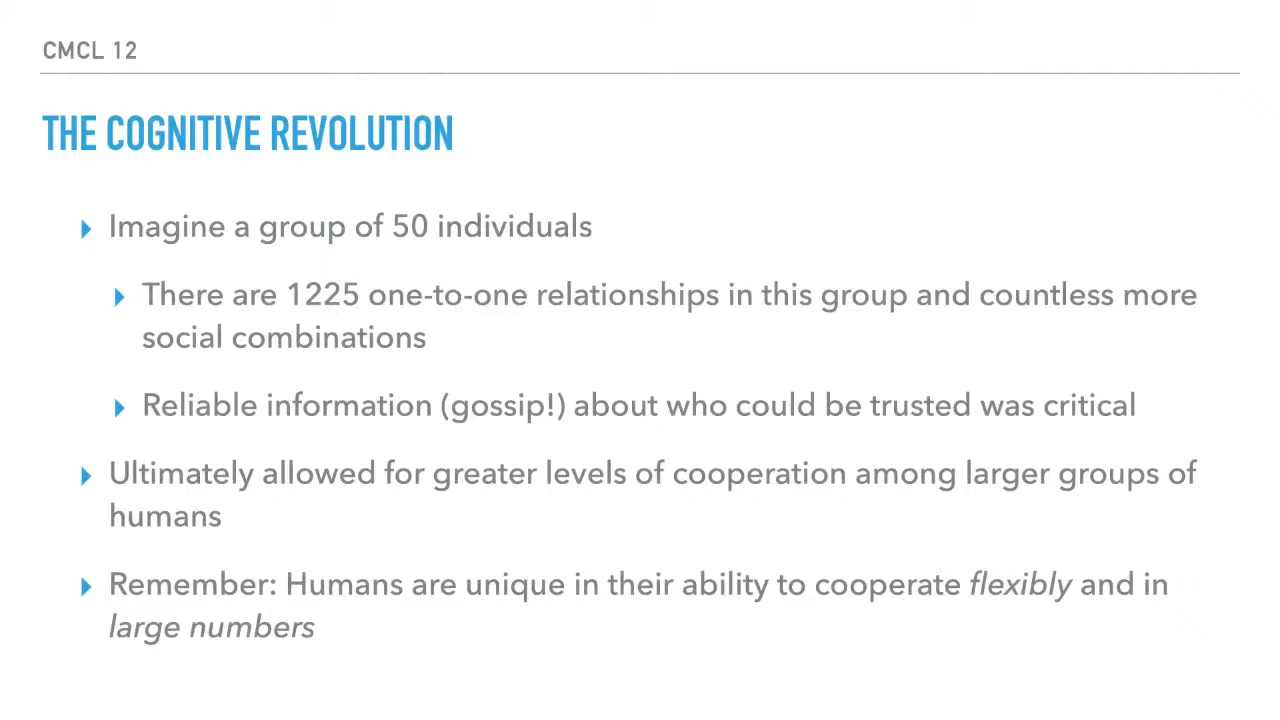 CMCL 12
THE COGNITIVE REVOLUTION
Imagine a group of 50 individuals
There are 1225 one-to-one relationships in this group and countless more
social combinations
Reliable information (gossip!) about who could be trusted was critical
Ultimately allowed for greater levels of cooperation among larger groups of
humans
Remember: Humans are unique in their ability to cooperate flexibly and in
large numbers